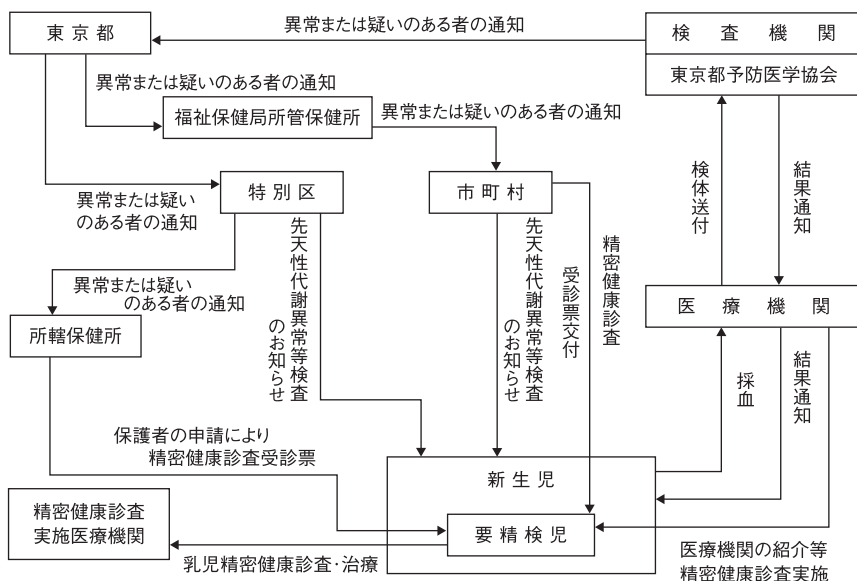 異常または疑いのある者の通知
東京都
検査機関
東京都予防医学協会
異常または疑いのある者の通知
福祉保健局所管保健所
異常または疑いのある者の通知
検体送付
結果通知
特別区
市町村
異常または疑い
のある者の通知
先天性代謝異常等検査
のお知らせ
先天性代謝異常等検査
のお知らせ
精密健康診査
受診票交付
異常または疑い
のある者の通知
医療機関
所轄保健所
採血
結果通知
保護者の申請により
精密健康診査受診票
新生児
精密健康診査
実施医療機関
要精検児
乳児精密健康診査・治療
医療機関の紹介等
精密健康診査実施